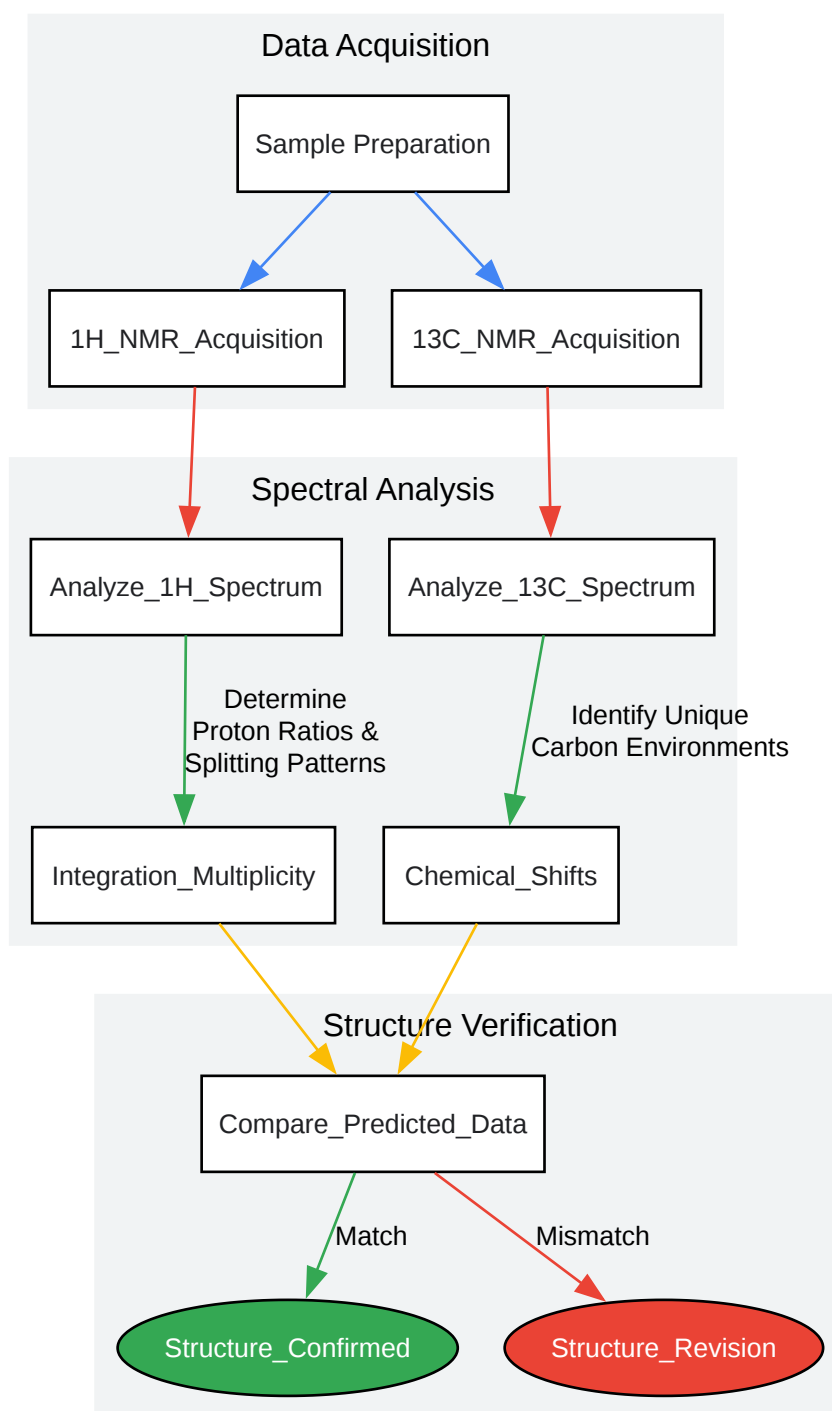 Data Acquisition
Sample Preparation
1H_NMR_Acquisition
13C_NMR_Acquisition
Spectral Analysis
Analyze_1H_Spectrum
Analyze_13C_Spectrum
Determine
Proton Ratios &
Splitting Patterns
Identify Unique
Carbon Environments
Integration_Multiplicity
Chemical_Shifts
Structure Verification
Compare_Predicted_Data
Match
Mismatch
Structure_Confirmed
Structure_Revision